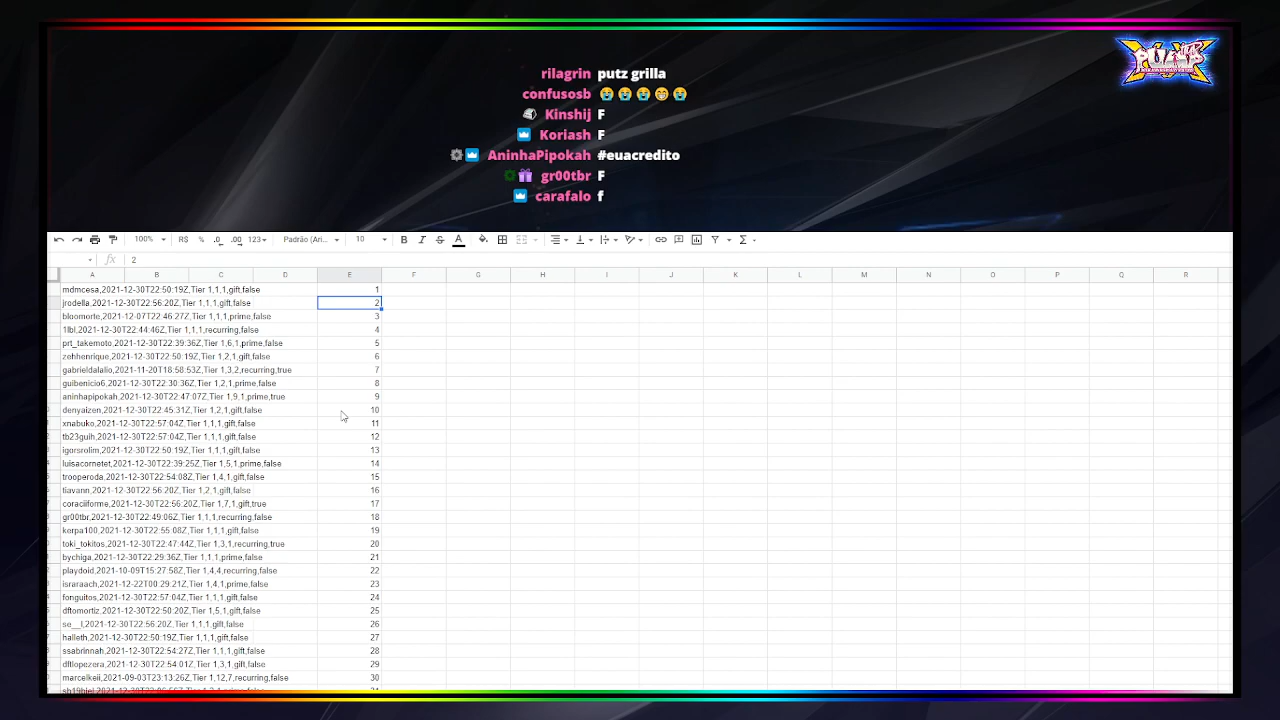 rilagrin putz grilla
confusosb 😭😭😭😁😭
Kinshij F
Koriash F
AninhaPipokah #euacredito
gr00tbr F
carafalo f
PUMP
100% R$ % .0 .00 123 Padrão (Ari... 10 B I S A Σ
fx 2
A B C D E F G H I J K L M N O P Q R
mdmcesa,2021-12-30T22:50:19Z,Tier 1,1,1,gift,false 1
jrodella,2021-12-30T22:56:20Z,Tier 1,1,1,gift,false 2
bloomorte,2021-12-07T22:46:27Z,Tier 1,1,1,prime,false 3
1lbl,2021-12-30T22:44:46Z,Tier 1,1,1,recurring,false 4
prt_takemoto,2021-12-30T22:39:36Z,Tier 1,6,1,prime,false 5
zehhenrique,2021-12-30T22:50:19Z,Tier 1,2,1,gift,false 6
gabrieldalalio,2021-11-20T18:58:53Z,Tier 1,3,2,recurring,true 7
guibenicio6,2021-12-30T22:30:36Z,Tier 1,2,1,prime,false 8
aninhapipokah,2021-12-30T22:47:07Z,Tier 1,9,1,prime,true 9
denyaizen,2021-12-30T22:45:31Z,Tier 1,2,1,gift,false 10
xnabuko,2021-12-30T22:57:04Z,Tier 1,1,1,gift,false 11
tb23guih,2021-12-30T22:57:04Z,Tier 1,1,1,gift,false 12
igorsrolim,2021-12-30T22:50:19Z,Tier 1,1,1,gift,false 13
luisacornetet,2021-12-30T22:39:25Z,Tier 1,5,1,prime,false 14
trooperoda,2021-12-30T22:54:08Z,Tier 1,4,1,gift,false 15
tiavann,2021-12-30T22:56:20Z,Tier 1,2,1,gift,false 16
coraciiforme,2021-12-30T22:56:20Z,Tier 1,7,1,gift,true 17
gr00tbr,2021-12-30T22:49:06Z,Tier 1,1,1,recurring,false 18
kerpa100,2021-12-30T22:55:08Z,Tier 1,1,1,gift,false 19
toki_tokitos,2021-12-30T22:47:44Z,Tier 1,3,1,recurring,true 20
bychiga,2021-12-30T22:29:36Z,Tier 1,1,1,prime,false 21
playdoid,2021-10-09T15:27:58Z,Tier 1,4,4,recurring,false 22
israraach,2021-12-22T00:29:21Z,Tier 1,4,1,prime,false 23
fonguitos,2021-12-30T22:57:04Z,Tier 1,1,1,gift,false 24
dftomortiz,2021-12-30T22:50:20Z,Tier 1,5,1,gift,false 25
se__l,2021-12-30T22:56:20Z,Tier 1,1,1,gift,false 26
halleth,2021-12-30T22:50:19Z,Tier 1,1,1,gift,false 27
ssabrinnah,2021-12-30T22:54:27Z,Tier 1,1,1,gift,false 28
dftlopezera,2021-12-30T22:54:01Z,Tier 1,3,1,gift,false 29
marcelkeii,2021-09-03T23:13:26Z,Tier 1,12,7,recurring,false 30